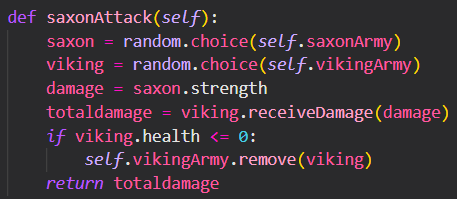 def saxonAttack(self):
    saxon = random.choice(self.saxonArmy)
    viking = random.choice(self.vikingArmy)
    damage = saxon.strength
    totaldamage = viking.receiveDamage(damage)
    if viking.health <= 0:
        self.vikingArmy.remove(viking)
    return totaldamage